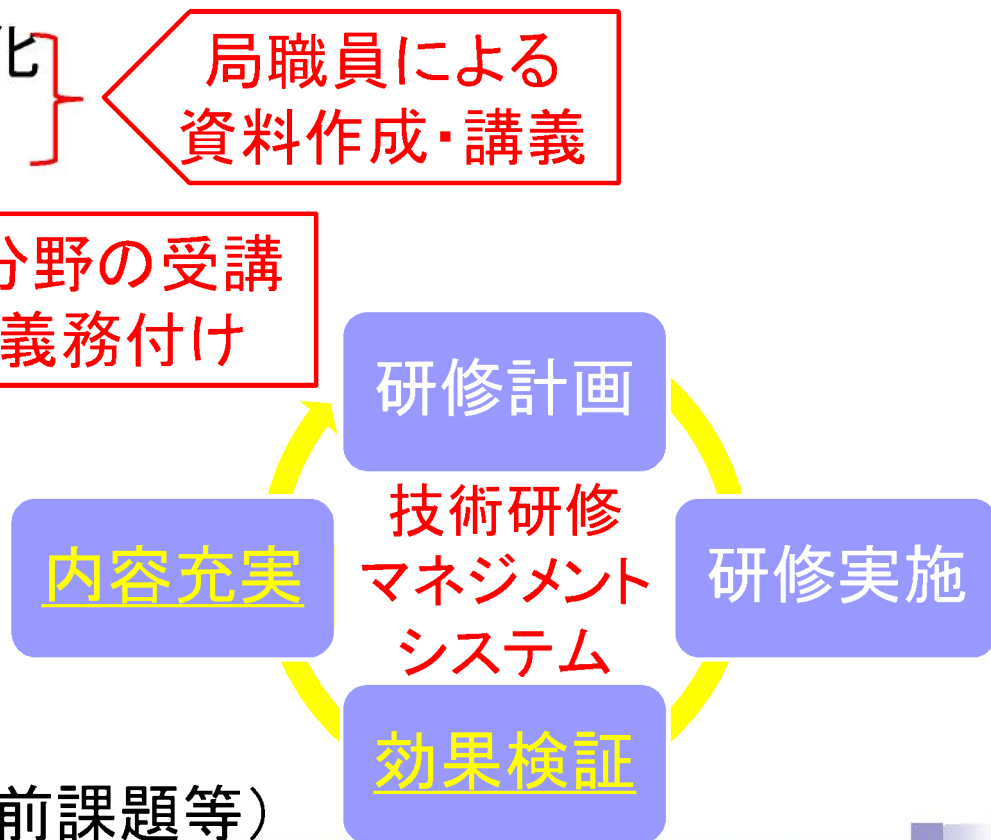 化
局職員による
資料作成・講義
分野の受講
義務付け
研修計画
技術研修
マネジメント
システム
内容充実
研修実施
効果検証
前課題等）